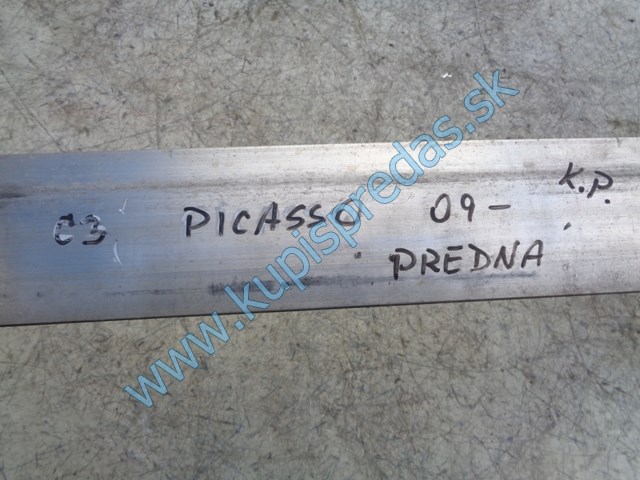 C3 PICASSO 09- K.P.
PREDNA
www.kupispredas.sk